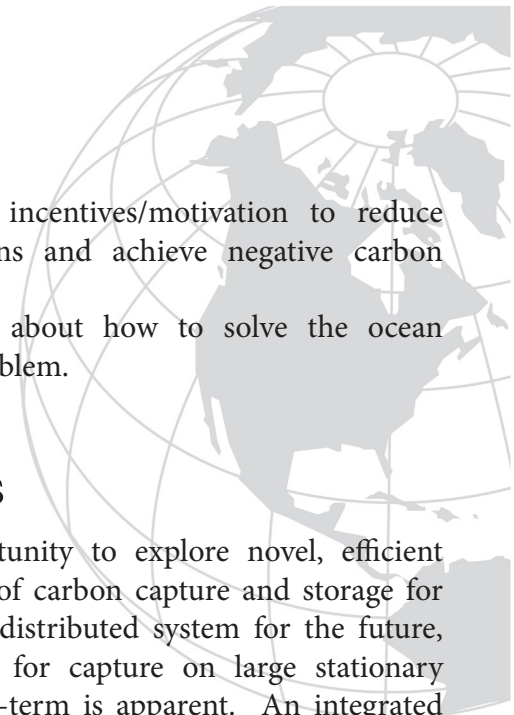 incentives/motivation to reduce
and achieve negative carbon
about how to solve the ocean
tunity to explore novel, efficient
of carbon capture and storage for
distributed system for the future,
for capture on large stationary
-term is apparent. An integrated